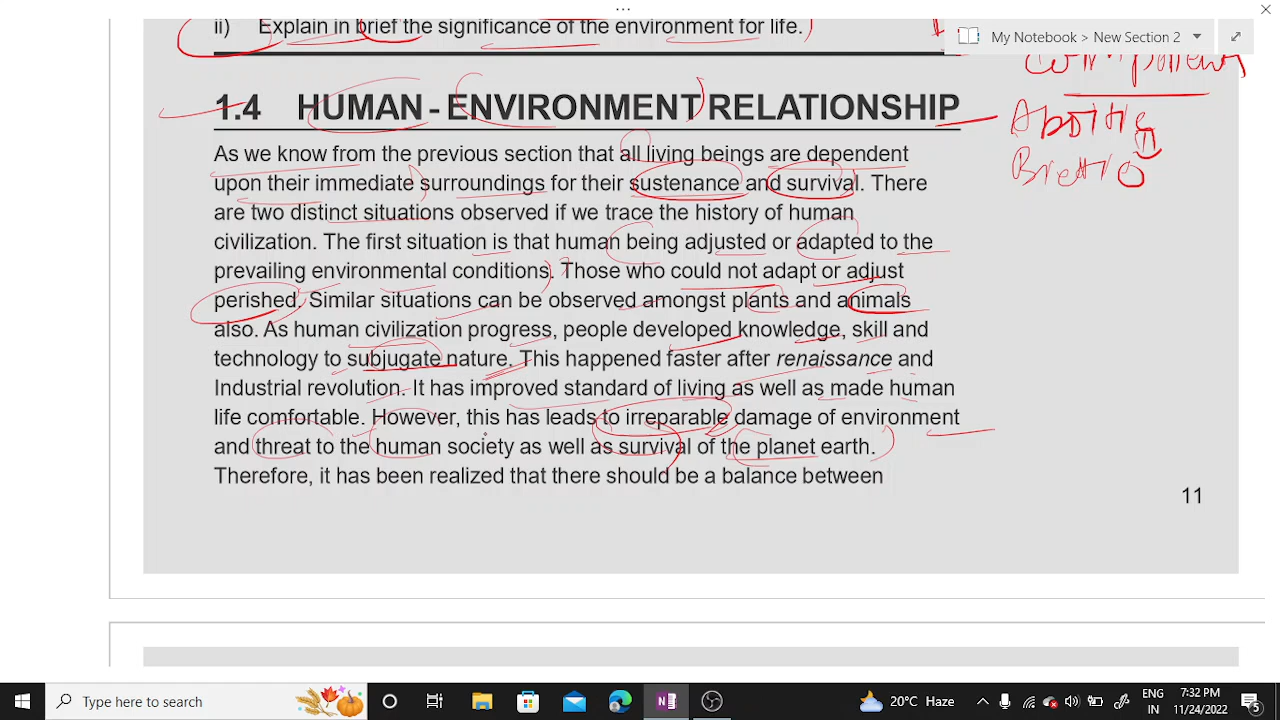 ...
ii) Explain in brief the significance of the environment for life.
My Notebook > New Section 2
1.4 HUMAN - ENVIRONMENT RELATIONSHIP
As we know from the previous section that all living beings are dependent
upon their immediate surroundings for their sustenance and survival. There
are two distinct situations observed if we trace the history of human
civilization. The first situation is that human being adjusted or adapted to the
prevailing environmental conditions. Those who could not adapt or adjust
perished. Similar situations can be observed amongst plants and animals
also. As human civilization progress, people developed knowledge, skill and
technology to subjugate nature. This happened faster after renaissance and
Industrial revolution. It has improved standard of living as well as made human
life comfortable. However, this has leads to irreparable damage of environment
and threat to the human society as well as survival of the planet earth.
Therefore, it has been realized that there should be a balance between
11
Type here to search
20°C Haze
ENG
IN
7:32 PM
11/24/2022
5